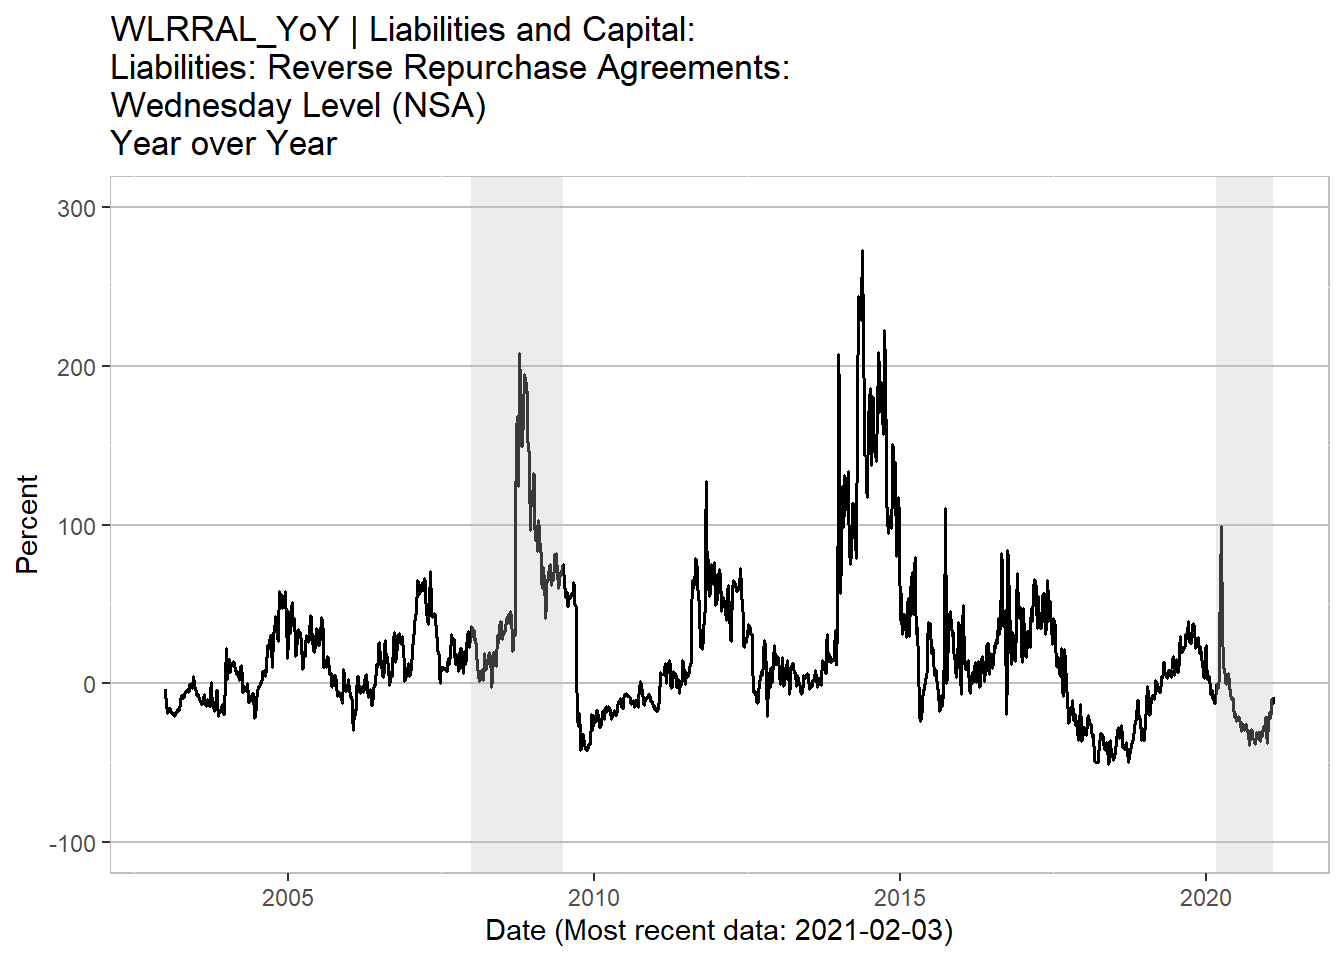 WLRRAL_YoY | Liabilities and Capital:
Liabilities: Reverse Repurchase Agreements:
Wednesday Level (NSA)
Year over Year
300
200
100
0
-100
Percent
2005
2010
2015
2020
Date (Most recent data: 2021-02-03)